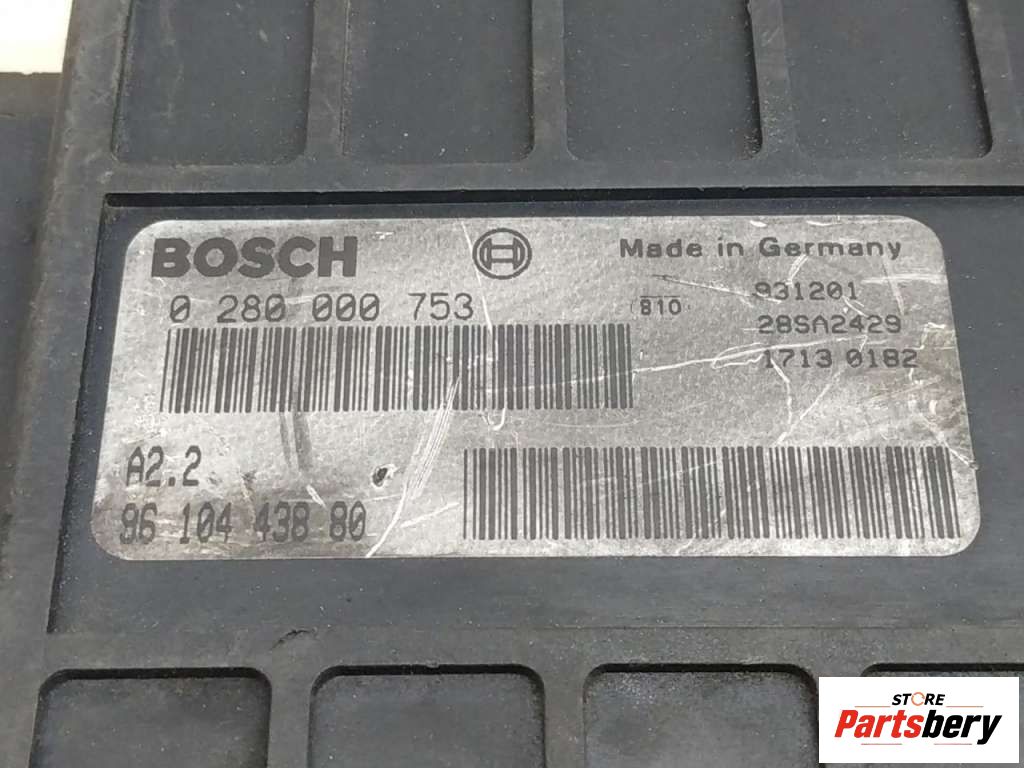 BOSCH
Made in Germany
0 280 000 753
810
931201
28SA2429
1713 0182
A2.2
96 104 438 80
STORE
Partsbery